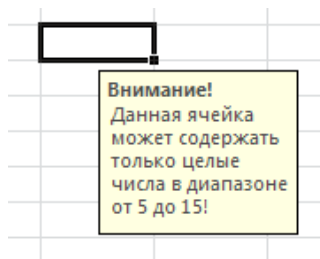 Внимание!
Данная ячейка
может содержать
только целые
числа в диапазоне
от 5 до 15!